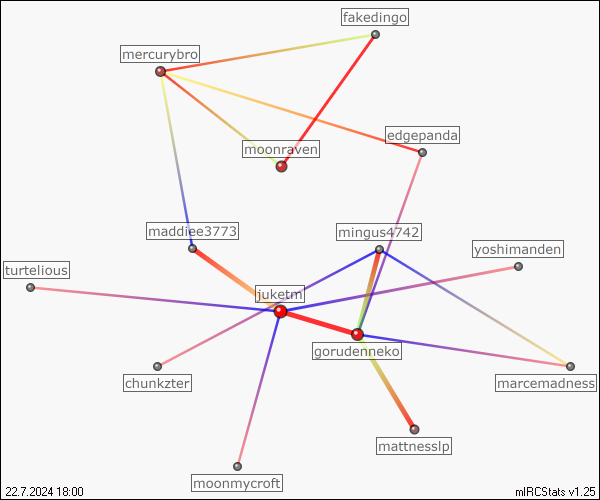 fakedingo
mercurybro
edgepanda
moonraven
maddiee3773
mingus4742
yoshimanden
turtelious
juketm
gorudenneko
chunkzter
marcemadness
mattnesslp
moonmycroft
22.7.2024 18:00
mIRCStats v1.25